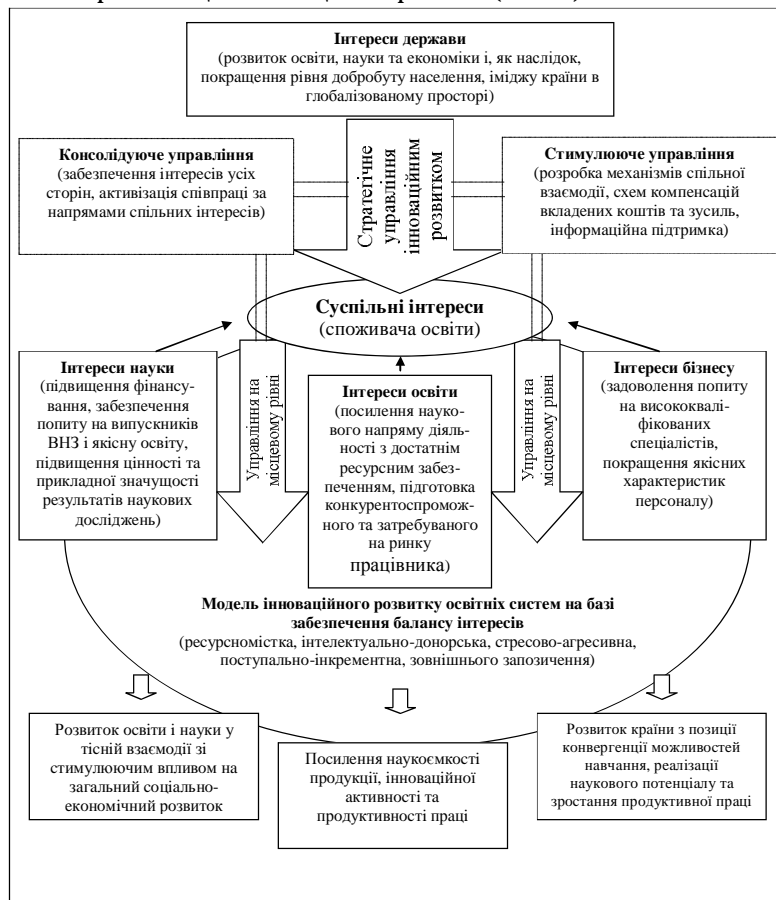 Інтереси держави
(розвиток освіти, науки та економіки і, як наслідок,
покращення рівня добробуту населення, іміджу країни в
глобалізованому просторі)
Консолідуюче управління
(забезпечення інтересів усіх
сторін, активізація співпраці за
напрямами спільних інтересів)
Стратегічне
управління
інноваційним
розвитком
Стимулююче управління
(розробка механізмів спільної
взаємодії, схем компенсацій
вкладених коштів та зусиль,
інформаційна підтримка)
Суспільні інтереси
(споживача освіти)
Інтереси науки
(підвищення фінансу-
вання, забезпечення
попиту на випускників
ВНЗ і якісну освіту,
підвищення цінності та
прикладної значущості
результатів наукових
досліджень)
Управління на
місцевому рівні
Інтереси освіти
(посилення науко-
вого напряму діяль-
ності з достатнім
ресурсним забез-
печенням, підготовка
конкурентоспромож-
ного та затребуваного
на ринку
працівника)
Управління на
місцевому рівні
Інтереси бізнесу
(задоволення попиту
на висококвалі-
фікованих
спеціалістів,
покращення якісних
характеристик
персоналу)
Модель інноваційного розвитку освітніх систем на базі
забезпечення балансу інтересів
(ресурсномістка, інтелектуально-донорська, стресово-агресивна,
поступально-інкрементна, зовнішнього запозичення)
Розвиток освіти і науки у
тісній взаємодії зі
стимулюючим впливом на
загальний соціально-
економічний розвиток
Посилення наукоємкості
продукції, інноваційної
активності та
продуктивності праці
Розвиток країни з позиції
конвергенції можливостей
навчання, реалізації
наукового потенціалу та
зростання продуктивної праці